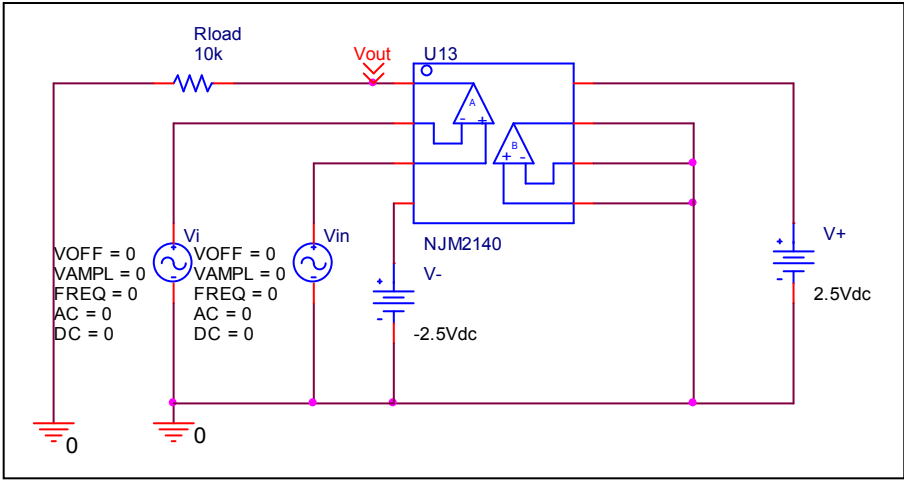 Rload
10k
Vout
U13
A
- +
B
+ -
NJM2140
Vi
+
-
VOFF = 0
VAMPL = 0
FREQ = 0
AC = 0
DC = 0
Vin
+
-
VOFF = 0
VAMPL = 0
FREQ = 0
AC = 0
DC = 0
V-
+
-
-2.5Vdc
V+
+
-
2.5Vdc
0
0